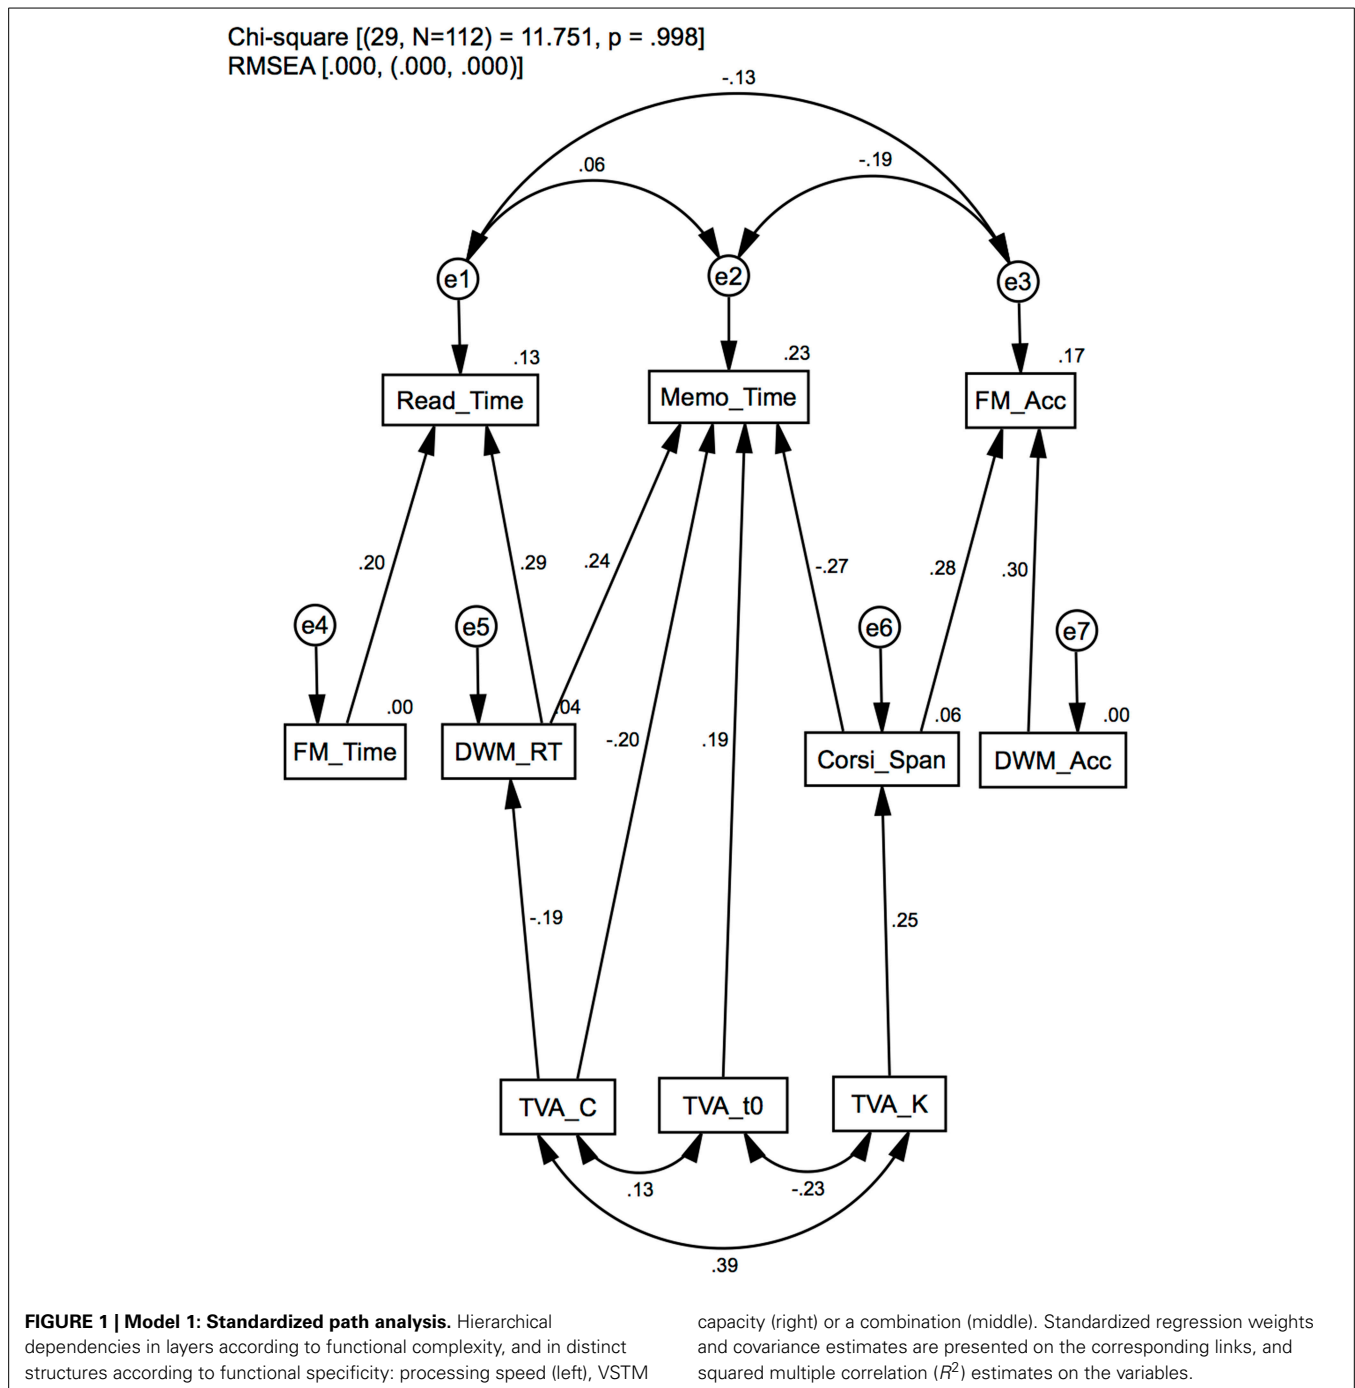 Chi-square [(29, N=112) = 11.751, p = .998]
RMSEA [.000, (.000, .000)]
-.13
.06
-.19
e1
e2
e3
.13
.23
.17
Read_Time
Memo_Time
FM_Acc
.20
.29
.24
-.27
.28
.30
e4
e5
e6
e7
.00
.04
.06
.00
FM_Time
DWM_RT
Corsi_Span
DWM_Acc
-.20
.19
-.19
.25
TVA_C
TVA_t0
TVA_K
.13
-.23
.39
FIGURE 1 | Model 1: Standardized path analysis. Hierarchical
dependencies in layers according to functional complexity, and in distinct
structures according to functional specificity: processing speed (left), VSTM
capacity (right) or a combination (middle). Standardized regression weights
and covariance estimates are presented on the corresponding links, and
squared multiple correlation (R²) estimates on the variables.